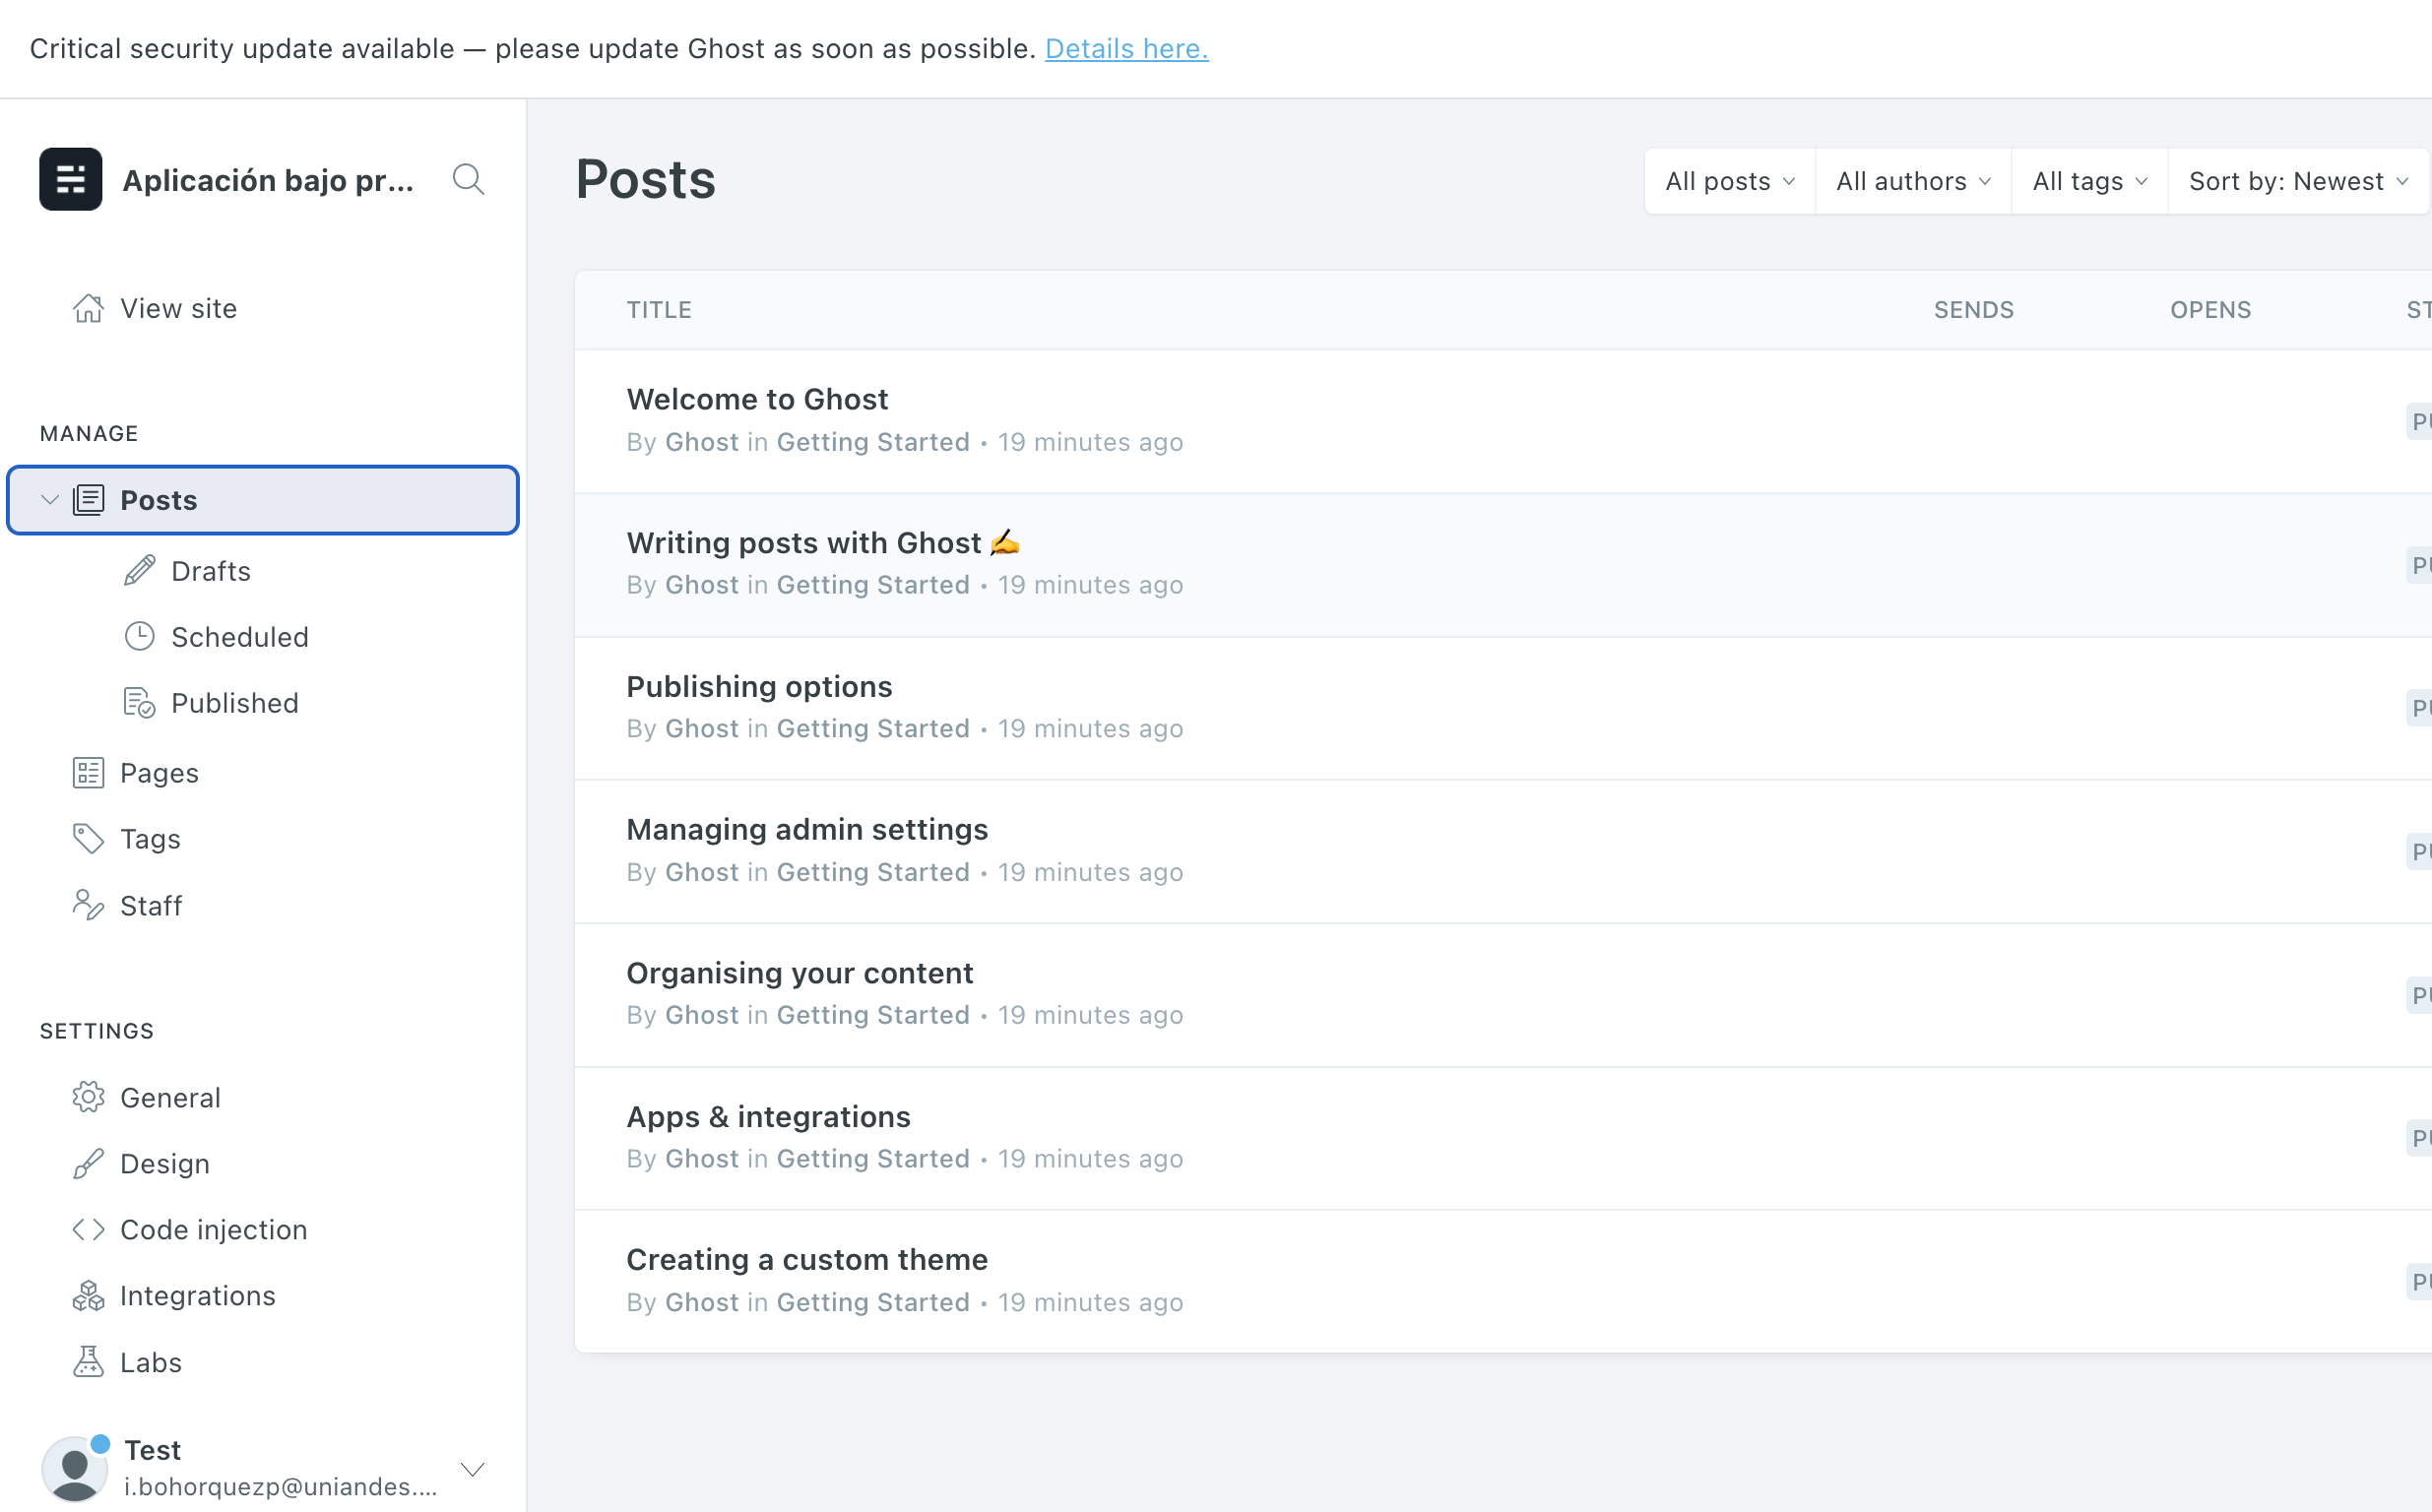 Critical security update available — please update Ghost as soon as possible. Details here.
Aplicación bajo pr...
View site
MANAGE
Posts
Drafts
Scheduled
Published
Pages
Tags
Staff
SETTINGS
General
Design
Code injection
Integrations
Labs
Test
i.bohorquezp@uniandes....
Posts
All posts
All authors
All tags
Sort by: Newest
TITLE SENDS OPENS ST
Welcome to Ghost
By Ghost in Getting Started • 19 minutes ago
PU
Writing posts with Ghost ✍️
By Ghost in Getting Started • 19 minutes ago
PU
Publishing options
By Ghost in Getting Started • 19 minutes ago
PU
Managing admin settings
By Ghost in Getting Started • 19 minutes ago
PU
Organising your content
By Ghost in Getting Started • 19 minutes ago
PU
Apps & integrations
By Ghost in Getting Started • 19 minutes ago
PU
Creating a custom theme
By Ghost in Getting Started • 19 minutes ago
PU